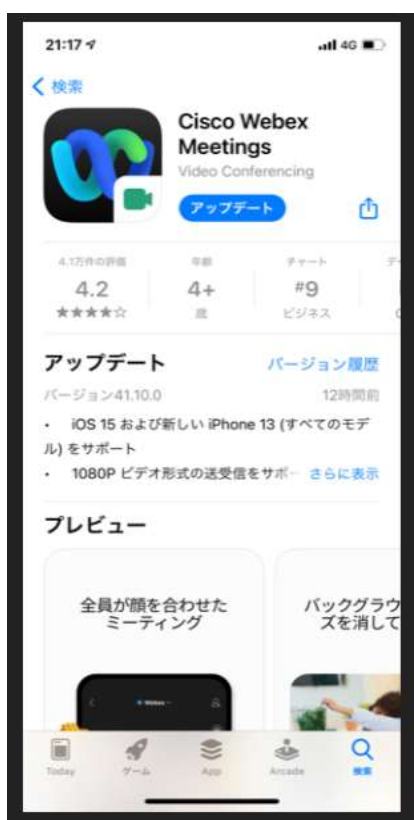 21:17
4G
検索
Cisco Webex
Meetings
Video Conferencing
アップデート
4.1万件の評価
年齢
チャート
4.2
4+
#9
★★★★☆
歳
ビジネス
アップデート
バージョン履歴
バージョン41.10.0
12時間前
・ iOS 15 および新しい iPhone 13 (すべてのモデ
ル) をサポート
・ 1080P ビデオ形式の送受信をサポー
さらに表示
プレビュー
全員が顔を合わせた
ミーティング
バックグラウ
ズを消して
Webex
Today
ゲーム
App
Arcade
検索